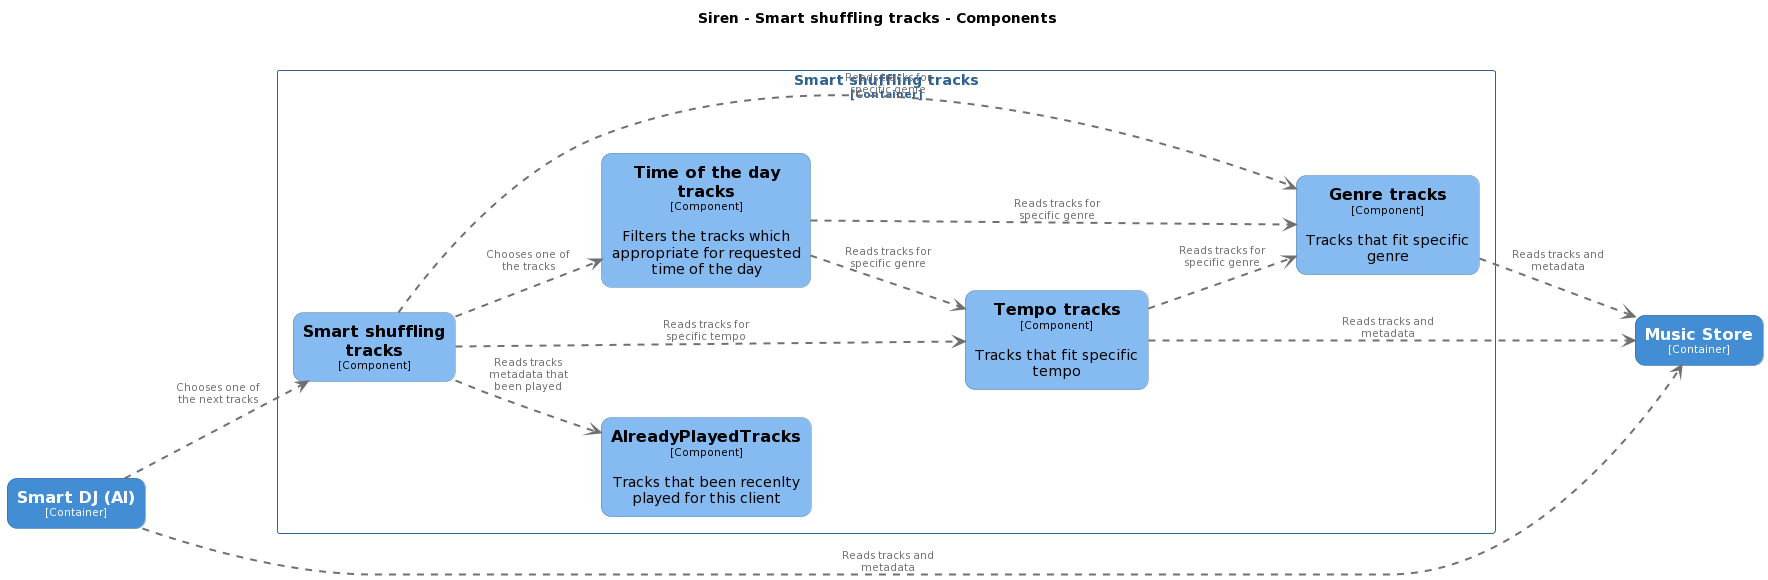 Siren - Smart shuffling tracks - Components
Smart shuffling tracks
[Container]
Reads tracks for
specific genre
Time of the day
tracks
[Component]
Filters the tracks which
appropriate for requested
time of the day
Genre tracks
[Component]
Tracks that fit specific
genre
Reads tracks for
specific genre
Chooses one of
the tracks
Reads tracks for
specific genre
Reads tracks for
specific genre
Reads tracks and
metadata
Smart shuffling
tracks
[Component]
Reads tracks for
specific tempo
Tempo tracks
[Component]
Tracks that fit specific
tempo
Reads tracks and
metadata
Music Store
[Container]
Reads tracks
metadata that
been played
Chooses one of
the next tracks
AlreadyPlayedTracks
[Component]
Tracks that been recenlty
played for this client
Smart DJ (AI)
[Container]
Reads tracks and
metadata